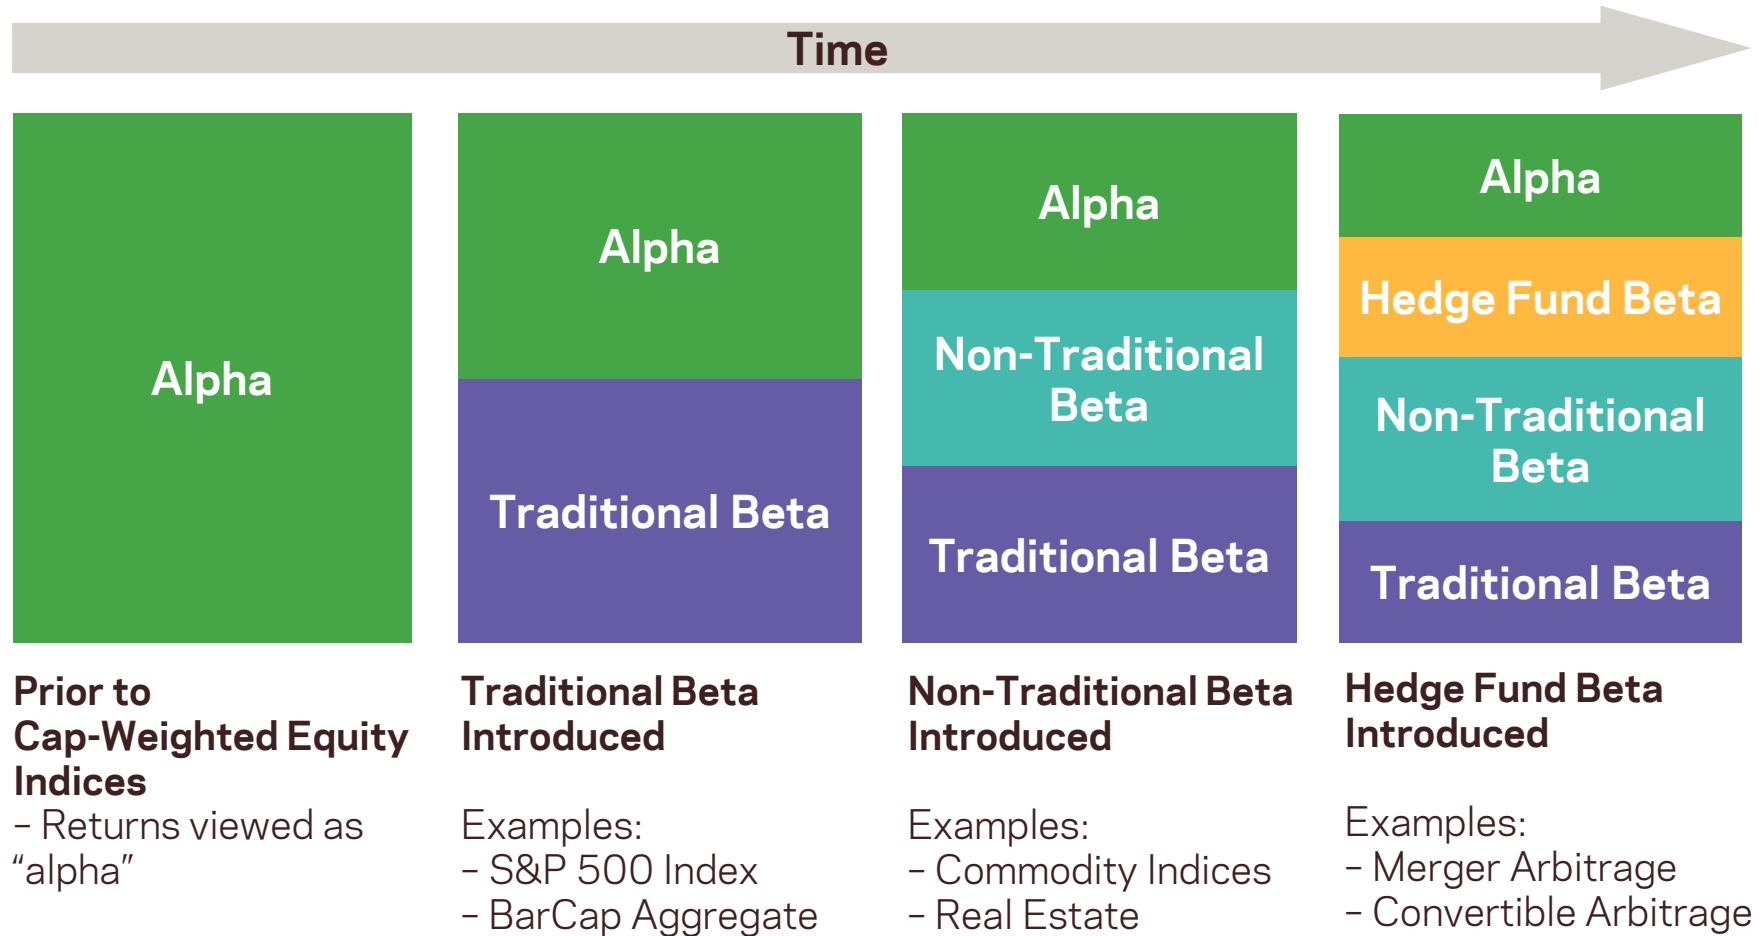 Time
Alpha
Alpha
Traditional Beta
Alpha
Non-Traditional
Beta
Traditional Beta
Alpha
Hedge Fund Beta
Non-Traditional
Beta
Traditional Beta
Prior to
Cap-Weighted Equity
Indices
– Returns viewed as
“alpha”
Traditional Beta
Introduced
Examples:
– S&P 500 Index
– BarCap Aggregate
Non-Traditional Beta
Introduced
Examples:
– Commodity Indices
– Real Estate
Hedge Fund Beta
Introduced
Examples:
– Merger Arbitrage
– Convertible Arbitrage